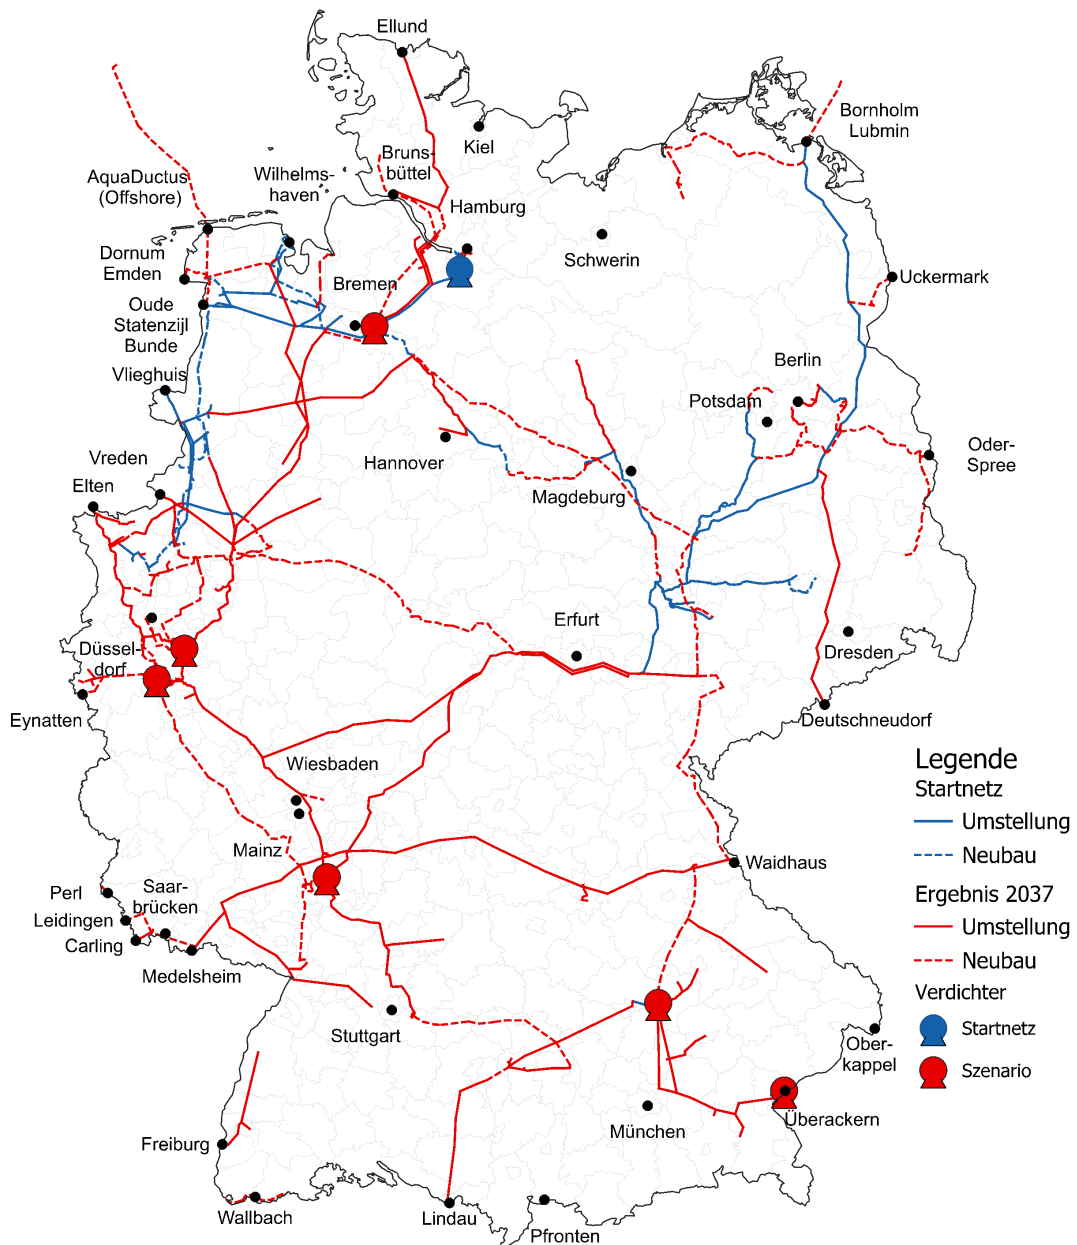 Ellund
Kiel
Bruns-
büttel
Bornholm
Lubmin
AquaDuctus
(Offshore)
Wilhelms-
haven
Hamburg
Schwerin
Dornum
Emden
Bremen
Uckermark
Oude
Statenzijl
Bunde
Vlieghuis
Berlin
Potsdam
Hannover
Oder-
Spree
Vreden
Elten
Magdeburg
Erfurt
Düssel-
dorf
Dresden
Eynatten
Deutschneudorf
Wiesbaden
Mainz
Waidhaus
Perl
Saar-
brücken
Leidingen
Carling
Medelsheim
Stuttgart
Ober-
kappel
Überackern
München
Freiburg
Wallbach
Lindau
Pfronten
Legende
Startnetz
Umstellung
Neubau
Ergebnis 2037
Umstellung
Neubau
Verdichter
Startnetz
Szenario